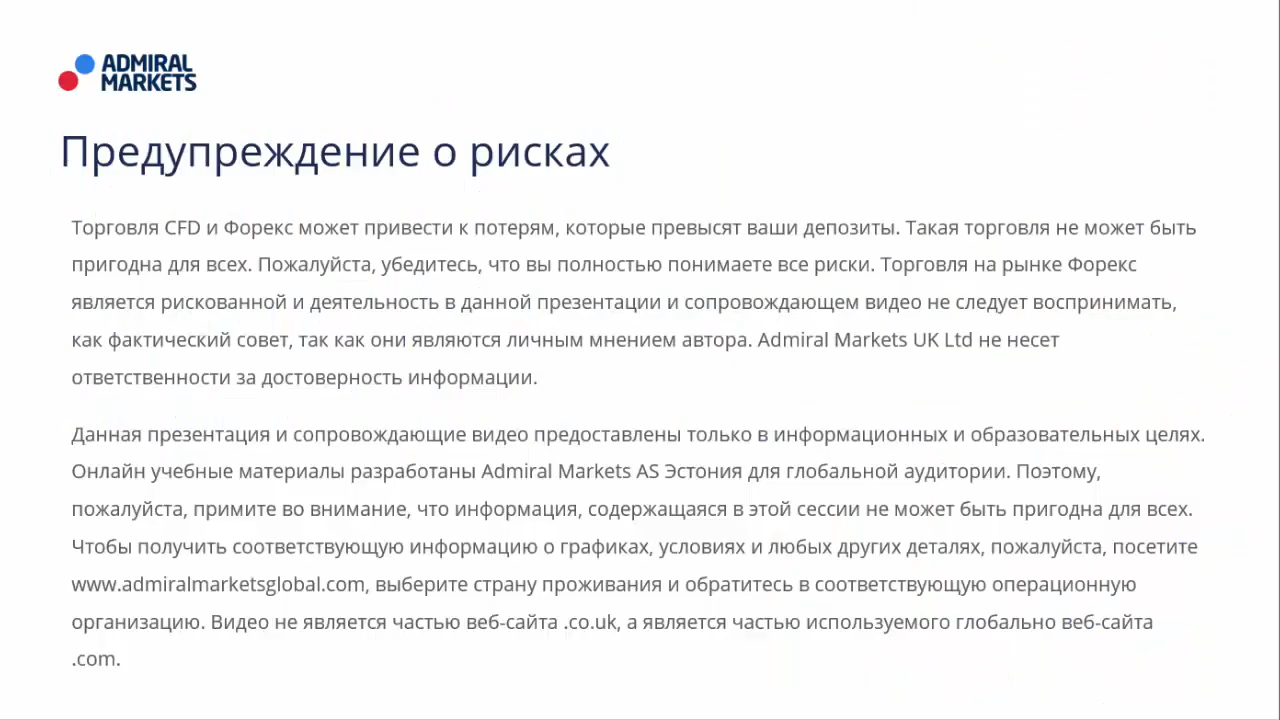 ADMIRAL
MARKETS
Предупреждение о рисках
Торговля CFD и Форекс может привести к потерям, которые превысят ваши депозиты. Такая торговля не может быть
пригодна для всех. Пожалуйста, убедитесь, что вы полностью понимаете все риски. Торговля на рынке Форекс
является рискованной и деятельность в данной презентации и сопровождающем видео не следует воспринимать,
как фактический совет, так как они являются личным мнением автора. Admiral Markets UK Ltd не несет
ответственности за достоверность информации.
Данная презентация и сопровождающие видео предоставлены только в информационных и образовательных целях.
Онлайн учебные материалы разработаны Admiral Markets AS Эстония для глобальной аудитории. Поэтому,
пожалуйста, примите во внимание, что информация, содержащаяся в этой сессии не может быть пригодна для всех.
Чтобы получить соответствующую информацию о графиках, условиях и любых других деталях, пожалуйста, посетите
www.admiralmarketsglobal.com, выберите страну проживания и обратитесь в соответствующую операционную
организацию. Видео не является частью веб-сайта .co.uk, а является частью используемого глобально веб-сайта
.com.